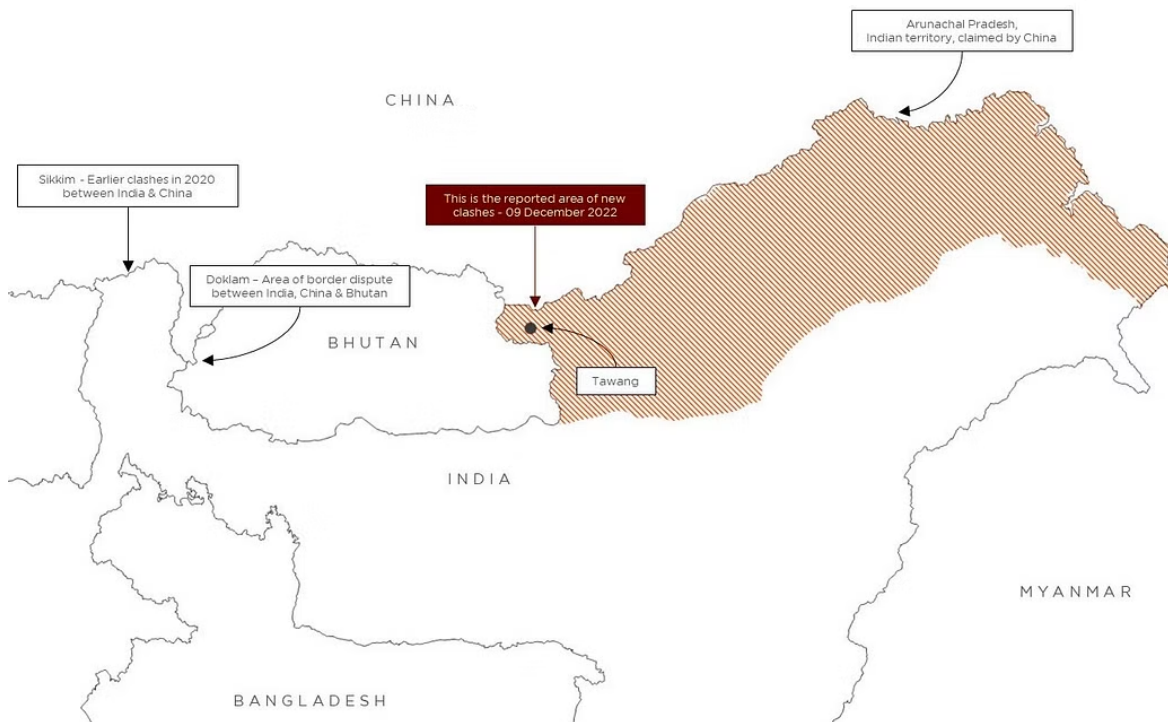 Arunachal Pradesh,
Indian territory, claimed by China
CHINA
Sikkim - Earlier clashes in 2020
between India & China
This is the reported area of new
clashes - 09 December 2022
Doklam – Area of border dispute
between India, China & Bhutan
BHUTAN
Tawang
INDIA
MYANMAR
BANGLADESH